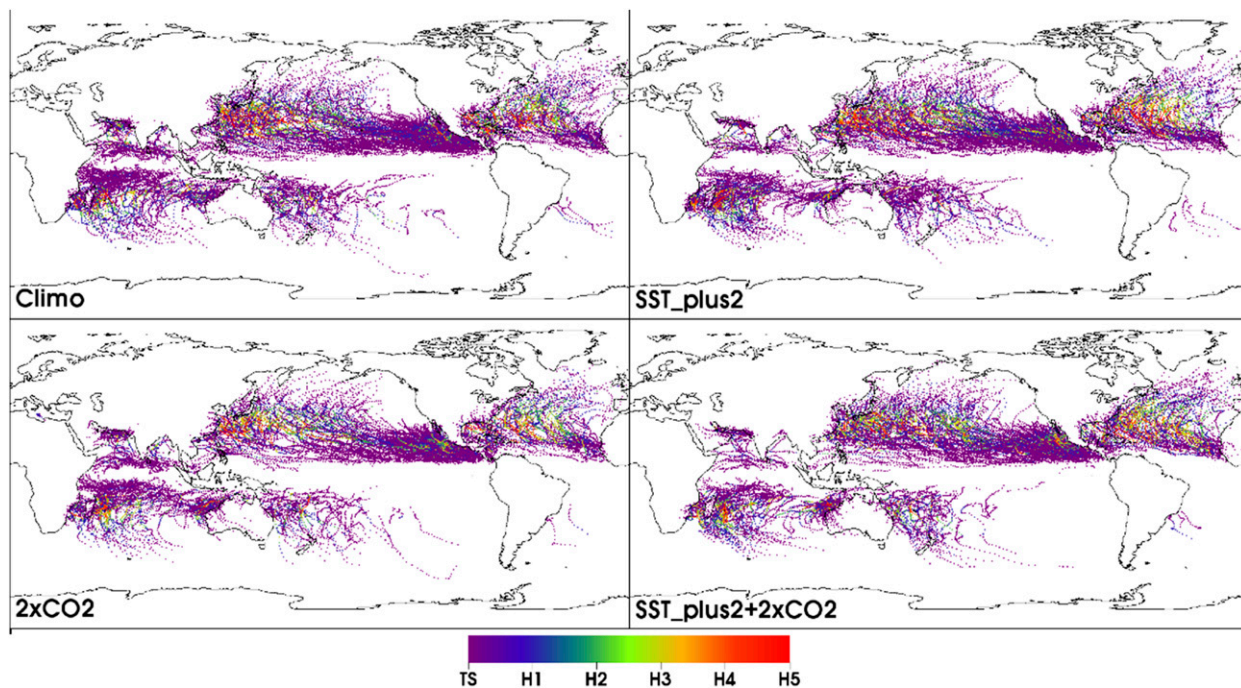 Climo
SST_plus2
2xCO2
SST_plus2+2xCO2
TS H1 H2 H3 H4 H5